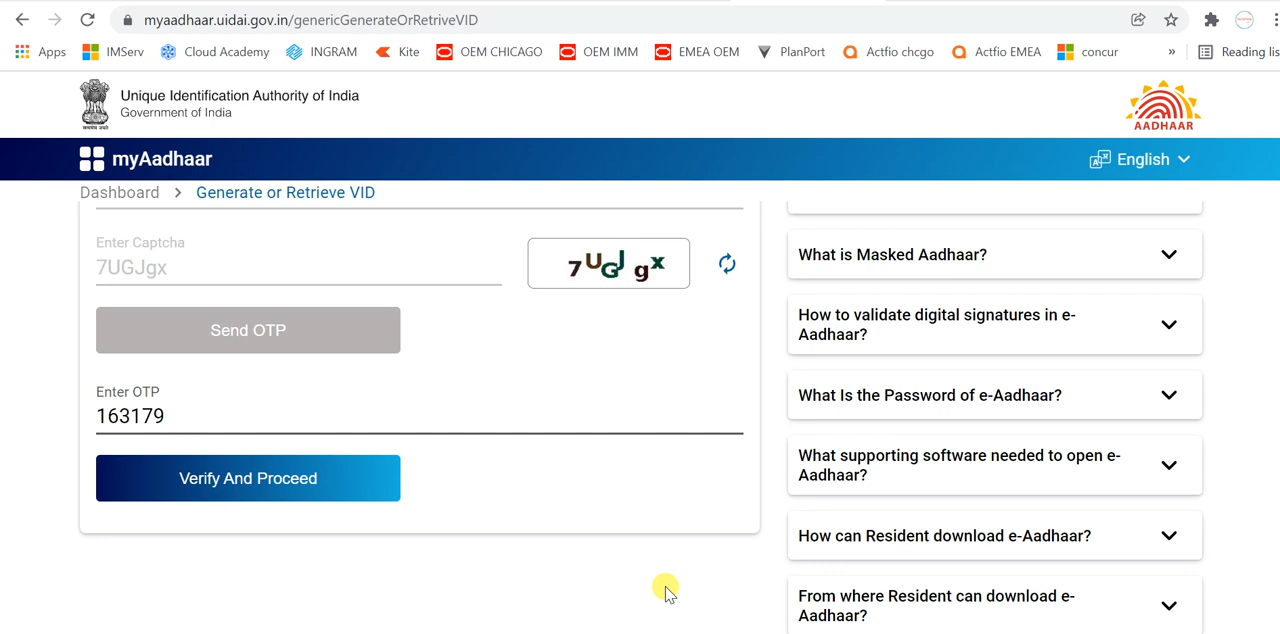 myaadhaar.uidai.gov.in/genericGenerateOrRetriveVID
Apps IMServ Cloud Academy INGRAM Kite OEM CHICAGO OEM IMM EMEA OEM PlanPort Actfio chcgo Actfio EMEA concur » Reading lis
Unique Identification Authority of India
Government of India
AADHAAR
myAadhaar
English
Dashboard > Generate or Retrieve VID
Enter Captcha
7UGJgx
7UGJgx
Send OTP
Enter OTP
163179
Verify And Proceed
What is Masked Aadhaar?
How to validate digital signatures in e-
Aadhaar?
What Is the Password of e-Aadhaar?
What supporting software needed to open e-
Aadhaar?
How can Resident download e-Aadhaar?
From where Resident can download e-
Aadhaar?